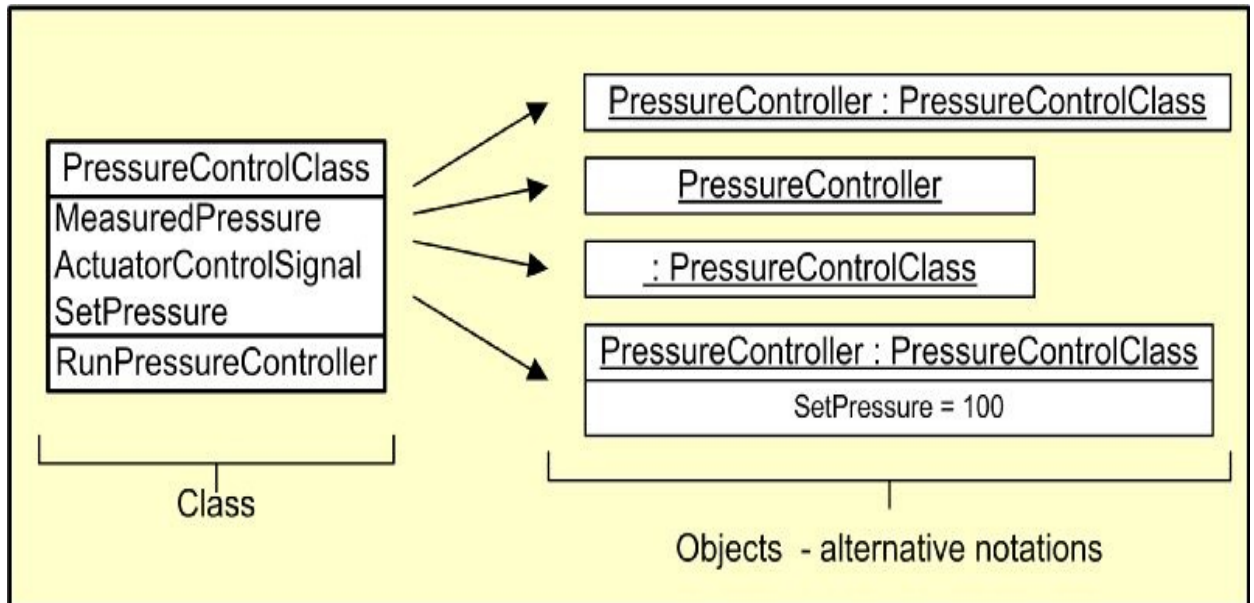 PressureControlClass
MeasuredPressure
ActuatorControlSignal
SetPressure
RunPressureController
Class
PressureController : PressureControlClass
PressureController
: PressureControlClass
PressureController : PressureControlClass
SetPressure = 100
Objects - alternative notations